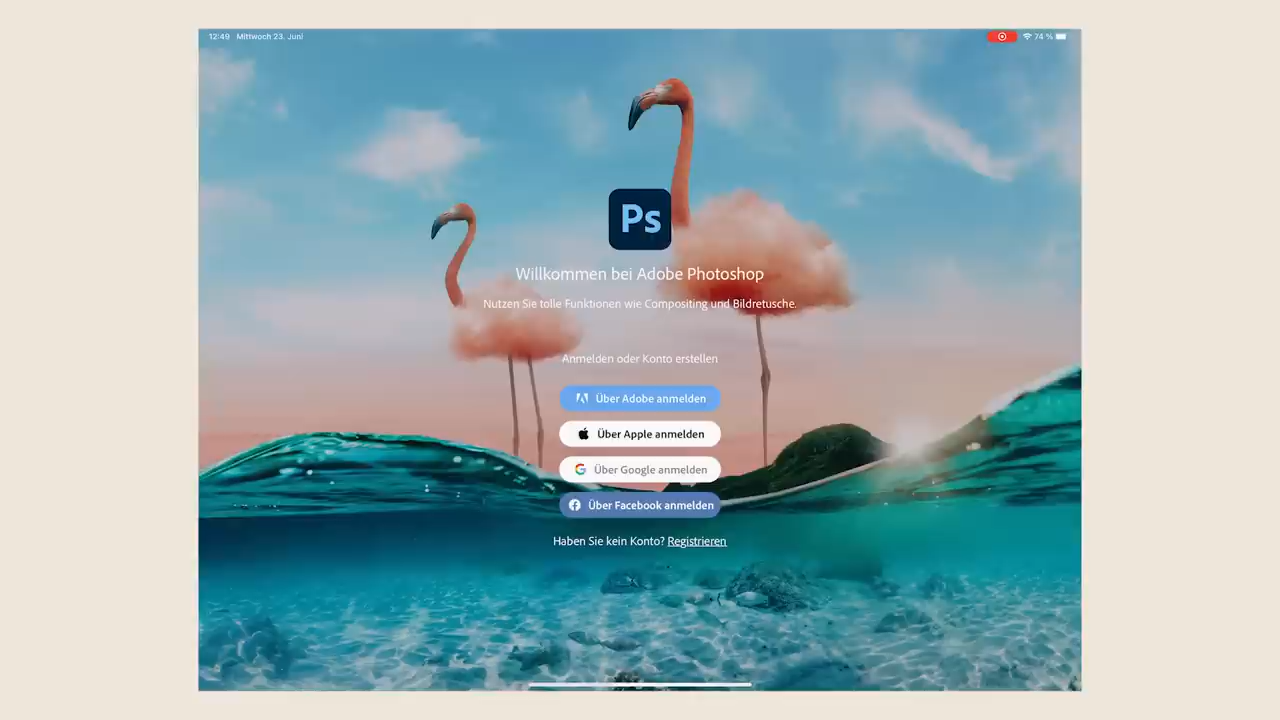 12:49 Mittwoch 23. Juni
74 %
Ps
Willkommen bei Adobe Photoshop
Nutzen Sie tolle Funktionen wie Compositing und Bildretusche.
Anmelden oder Konto erstellen
Über Adobe anmelden
Über Apple anmelden
Über Google anmelden
Über Facebook anmelden
Haben Sie kein Konto? Registrieren